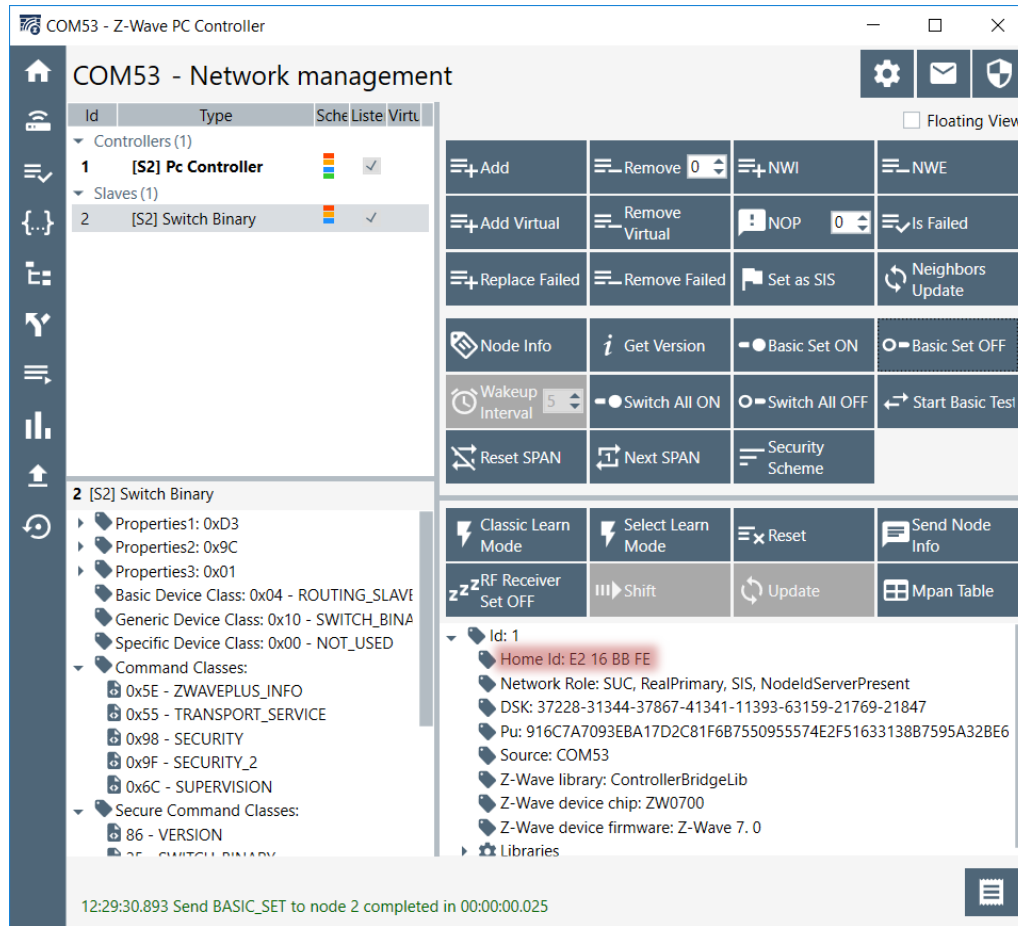 COM53 - Z-Wave PC Controller
COM53 - Network management
Floating View
Id Type Sche Liste Virtu
Controllers (1)
1 [S2] Pc Controller
Slaves (1)
2 [S2] Switch Binary
Add
Remove 0
NWI
NWE
Add Virtual
Remove Virtual
NOP 0
Is Failed
Replace Failed
Remove Failed
Set as SIS
Neighbors Update
Node Info
Get Version
Basic Set ON
Basic Set OFF
Wakeup Interval 5
Switch All ON
Switch All OFF
Start Basic Test
Reset SPAN
Next SPAN
Security Scheme
2 [S2] Switch Binary
Properties1: 0xD3
Properties2: 0x9C
Properties3: 0x01
Basic Device Class: 0x04 - ROUTING_SLAVE
Generic Device Class: 0x10 - SWITCH_BINA
Specific Device Class: 0x00 - NOT_USED
Command Classes:
0x5E - ZWAVEPLUS_INFO
0x55 - TRANSPORT_SERVICE
0x98 - SECURITY
0x9F - SECURITY_2
0x6C - SUPERVISION
Secure Command Classes:
86 - VERSION
25 - SWITCH_BINARY
Classic Learn Mode
Select Learn Mode
Reset
Send Node Info
RF Receiver Set OFF
Shift
Update
Mpan Table
Id: 1
Home Id: E2 16 BB FE
Network Role: SUC, RealPrimary, SIS, NodeIdServerPresent
DSK: 37228-31344-37867-41341-11393-63159-21769-21847
Pu: 916C7A7093EBA17D2C81F6B7550955574E2F51633138B7595A32BE6
Source: COM53
Z-Wave library: ControllerBridgeLib
Z-Wave device chip: ZW0700
Z-Wave device firmware: Z-Wave 7. 0
Libraries
12:29:30.893 Send BASIC_SET to node 2 completed in 00:00:00.025